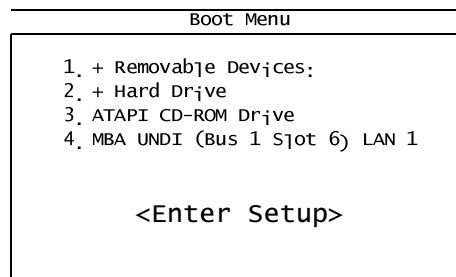 Boot Menu
1. + Removable Devices:
2. + Hard Drive
3. ATAPI CD-ROM Drive
4. MBA UNDI (Bus 1 Slot 6) LAN 1
<Enter Setup>